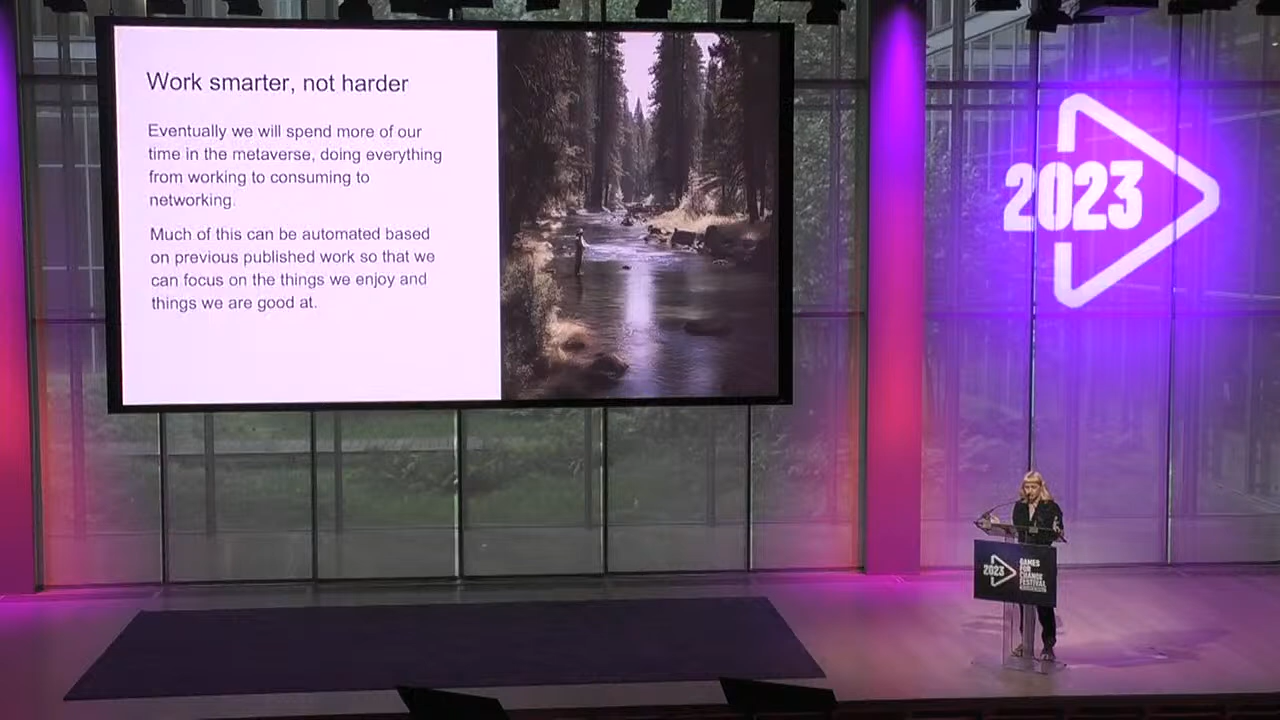 Work smarter, not harder
Eventually we will spend more of our
time in the metaverse, doing everything
from working to consuming to
networking.
Much of this can be automated based
on previous published work so that we
can focus on the things we enjoy and
things we are good at.
2023
2023
GAMES
FOR
CHANGE
FESTIVAL